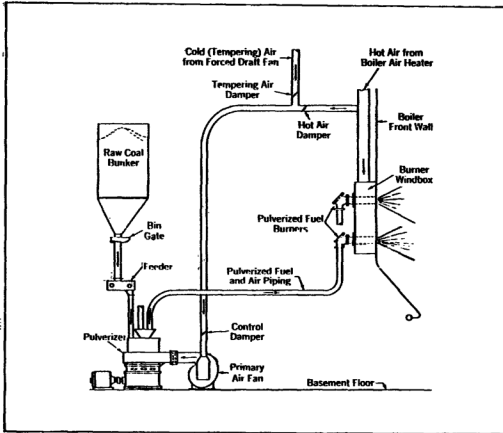 Cold (Tempering) Air
from Forced Draft Fan
Hot Air from
Boiler Air Heater
Tempering Air
Damper
Hot Air
Damper
Boiler
Front Wall
Raw Coal
Bunker
Burner
Windbox
Pulverized Fuel
Burners
Bin
Gate
Feeder
Pulverized Fuel
and Air Piping
Pulverizer
Control
Damper
Primary
Air Fan
Basement Floor